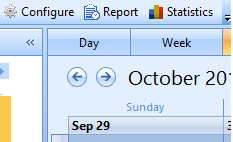 Configure Report Statistics
Day Week
October 201
Sunday
Sep 29